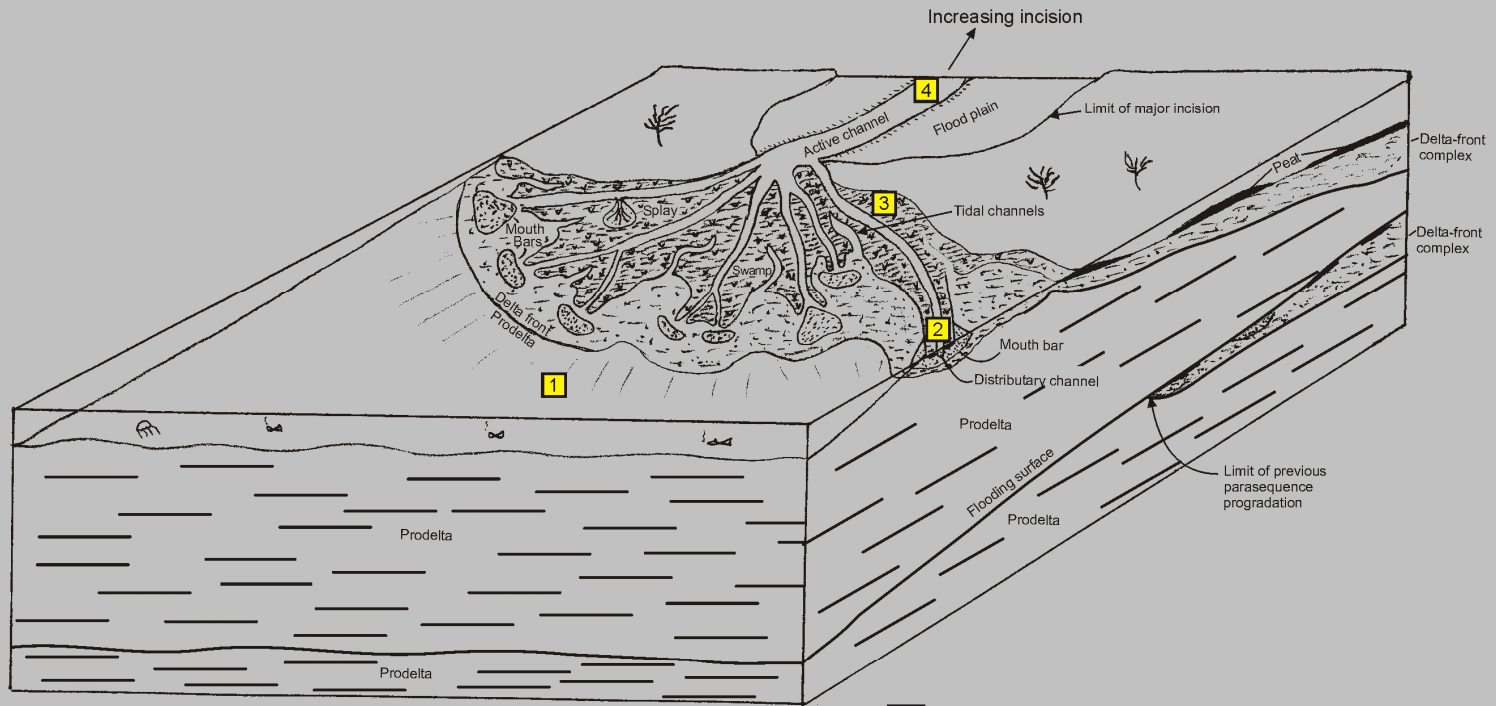 Increasing incision
4
Active channel
Flood plain
Limit of major incision
Delta-front
complex
Peat
3
Tidal channels
Splay
Mouth
Bars
Delta-front
complex
Swamp
Delta front
Prodelta
2
Mouth bar
1
Distributary channel
Prodelta
Limit of previous
parasequence
progradation
Flooding surface
Prodelta
Prodelta
Prodelta